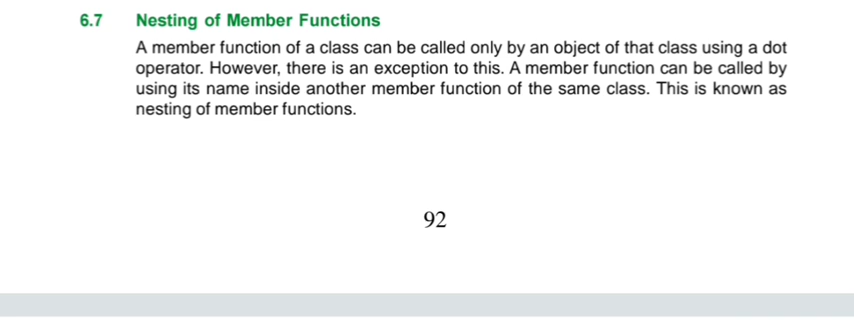 6.7 Nesting of Member Functions
A member function of a class can be called only by an object of that class using a dot
operator. However, there is an exception to this. A member function can be called by
using its name inside another member function of the same class. This is known as
nesting of member functions.
92